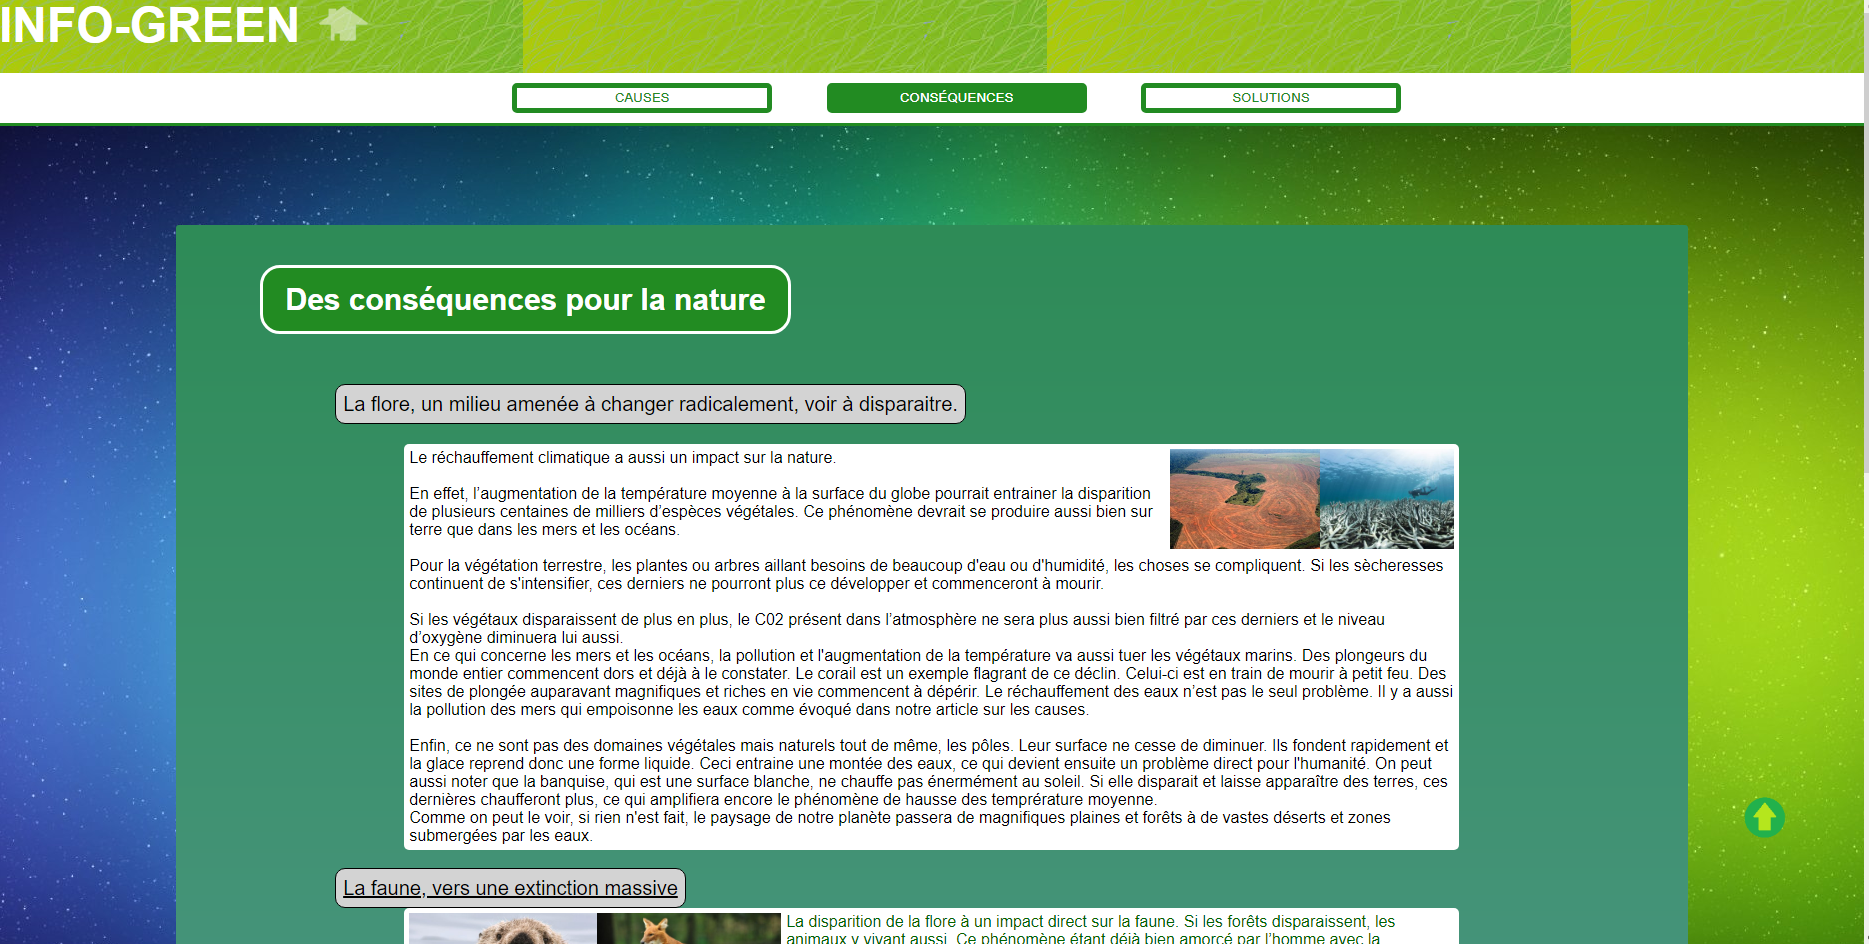 INFO-GREEN
CAUSES
CONSÉQUENCES
SOLUTIONS
Des conséquences pour la nature
La flore, un milieu amenée à changer radicalement, voir à disparaitre.
Le réchauffement climatique a aussi un impact sur la nature.
En effet, l’augmentation de la température moyenne à la surface du globe pourrait entrainer la disparition
de plusieurs centaines de milliers d’espèces végétales. Ce phénomène devrait se produire aussi bien sur
terre que dans les mers et les océans.
Pour la végétation terrestre, les plantes ou arbres aillant besoins de beaucoup d'eau ou d'humidité, les choses se compliquent. Si les sècheresses
continuent de s'intensifier, ces derniers ne pourront plus ce développer et commenceront à mourir.
Si les végétaux disparaissent de plus en plus, le C02 présent dans l’atmosphère ne sera plus aussi bien filtré par ces derniers et le niveau
d’oxygène diminuera lui aussi.
En ce qui concerne les mers et les océans, la pollution et l'augmentation de la température va aussi tuer les végétaux marins. Des plongeurs du
monde entier commencent dors et déjà à le constater. Le corail est un exemple flagrant de ce déclin. Celui-ci est en train de mourir à petit feu. Des
sites de plongée auparavant magnifiques et riches en vie commencent à dépérir. Le réchauffement des eaux n’est pas le seul problème. Il y a aussi
la pollution des mers qui empoisonne les eaux comme évoqué dans notre article sur les causes.
Enfin, ce ne sont pas des domaines végétales mais naturels tout de même, les pôles. Leur surface ne cesse de diminuer. Ils fondent rapidement et
la glace reprend donc une forme liquide. Ceci entraine une montée des eaux, ce qui devient ensuite un problème direct pour l'humanité. On peut
aussi noter que la banquise, qui est une surface blanche, ne chauffe pas énermément au soleil. Si elle disparait et laisse apparaître des terres, ces
dernières chaufferont plus, ce qui amplifiera encore le phénomène de hausse des temprérature moyenne.
Comme on peut le voir, si rien n'est fait, le paysage de notre planète passera de magnifiques plaines et forêts à de vastes déserts et zones
submergées par les eaux.
La faune, vers une extinction massive
La disparition de la flore à un impact direct sur la faune. Si les forêts disparaissent, les
animaux y vivant aussi. Ce phénomène étant déjà bien amorcé par l’homme avec la